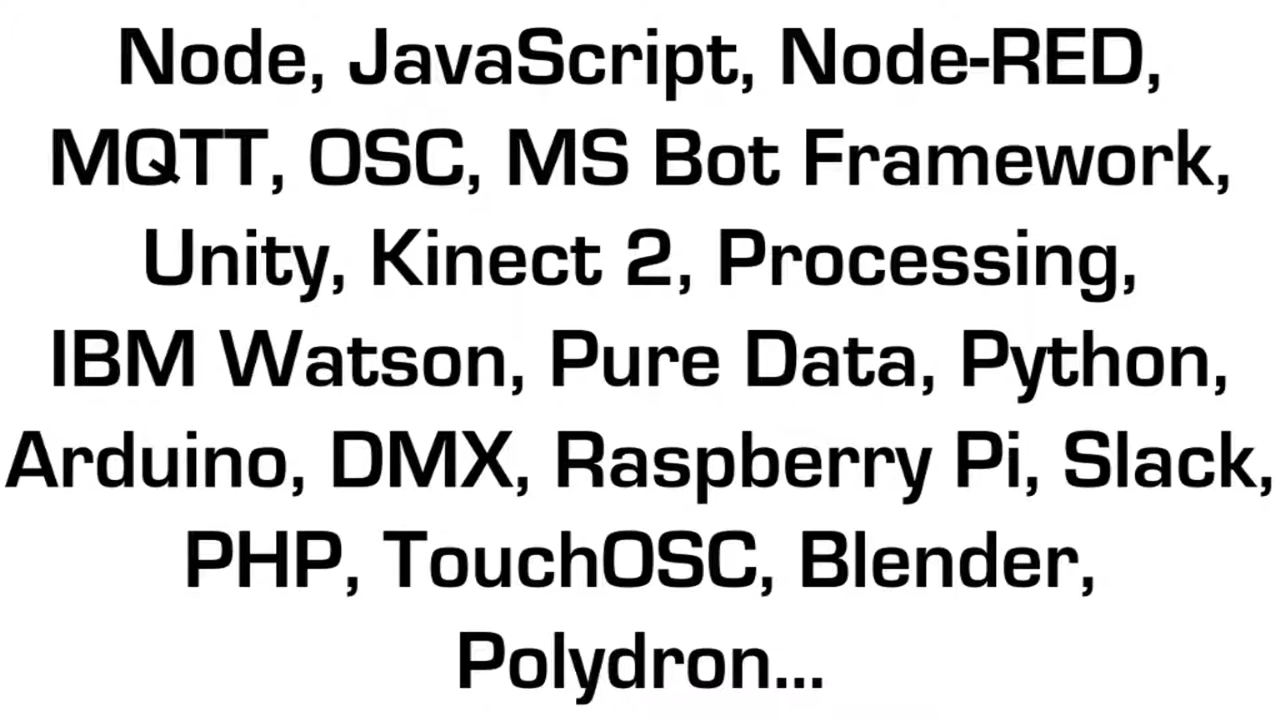 Node, JavaScript, Node-RED,
MQTT, OSC, MS Bot Framework,
Unity, Kinect 2, Processing,
IBM Watson, Pure Data, Python,
Arduino, DMX, Raspberry Pi, Slack,
PHP, TouchOSC, Blender,
Polydron...